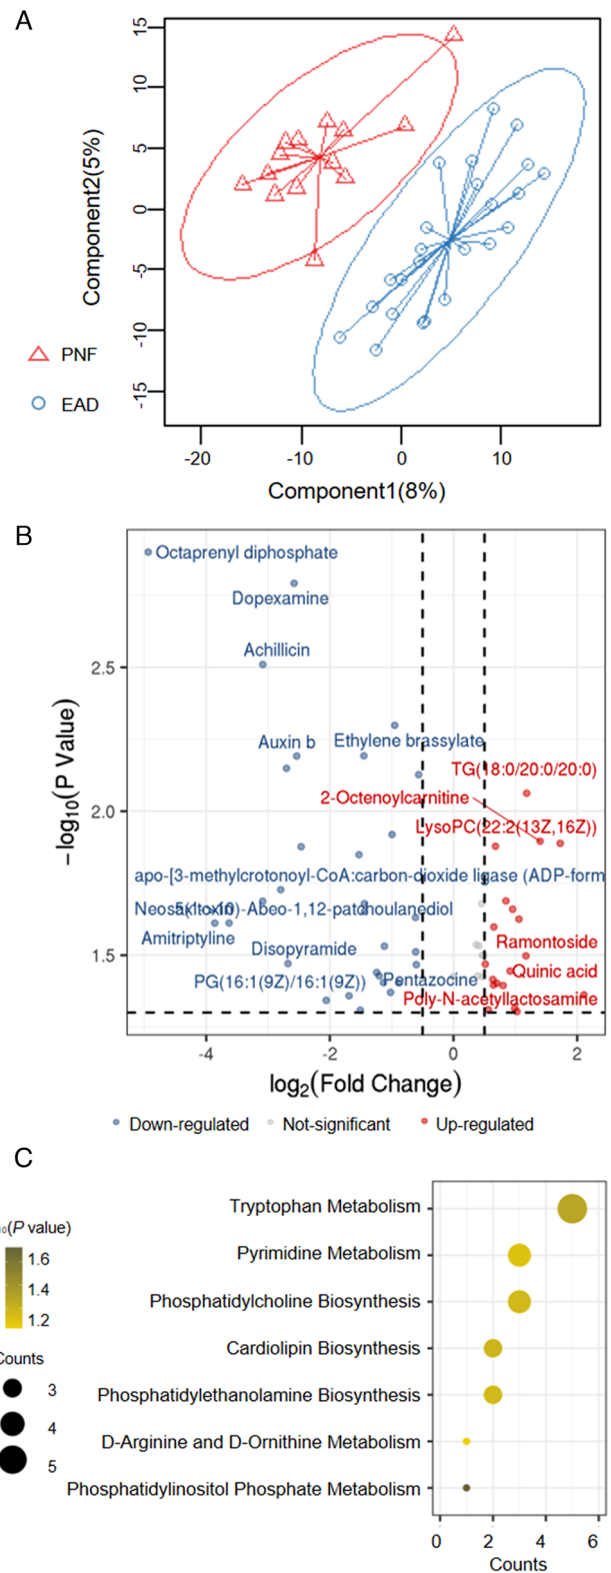 A
Component2(5%)
15
10
5
0
-5
-10
-15
PNF
EAD
-20
-10
0
10
Component1(8%)
B
−log10(P Value)
2.5
2.0
1.5
Octaprenyl diphosphate
Dopexamine
Achillicin
Auxin b
Ethylene brassylate
TG(18:0/20:0/20:0)
2-Octenoylcarnitine
LysoPC(22:2(13Z,16Z))
apo-[3-methylcrotonoyl-CoA:carbon-dioxide ligase (ADP-form
-Abeo-1,12-patchoulanediol
Amitriptyline
Ramontoside
Disopyramide
Quinic acid
PG(16:1(9Z)/16:1(9Z))
Pentazocine
Poly-N-acetyllactosamine
-4
-2
0
2
log2(Fold Change)
Down-regulated
Not-significant
Up-regulated
C
10(P value)
1.6
1.4
1.2
Counts
3
4
5
Tryptophan Metabolism
Pyrimidine Metabolism
Phosphatidylcholine Biosynthesis
Cardiolipin Biosynthesis
Phosphatidylethanolamine Biosynthesis
D-Arginine and D-Ornithine Metabolism
Phosphatidylinositol Phosphate Metabolism
0
2
4
6
Counts